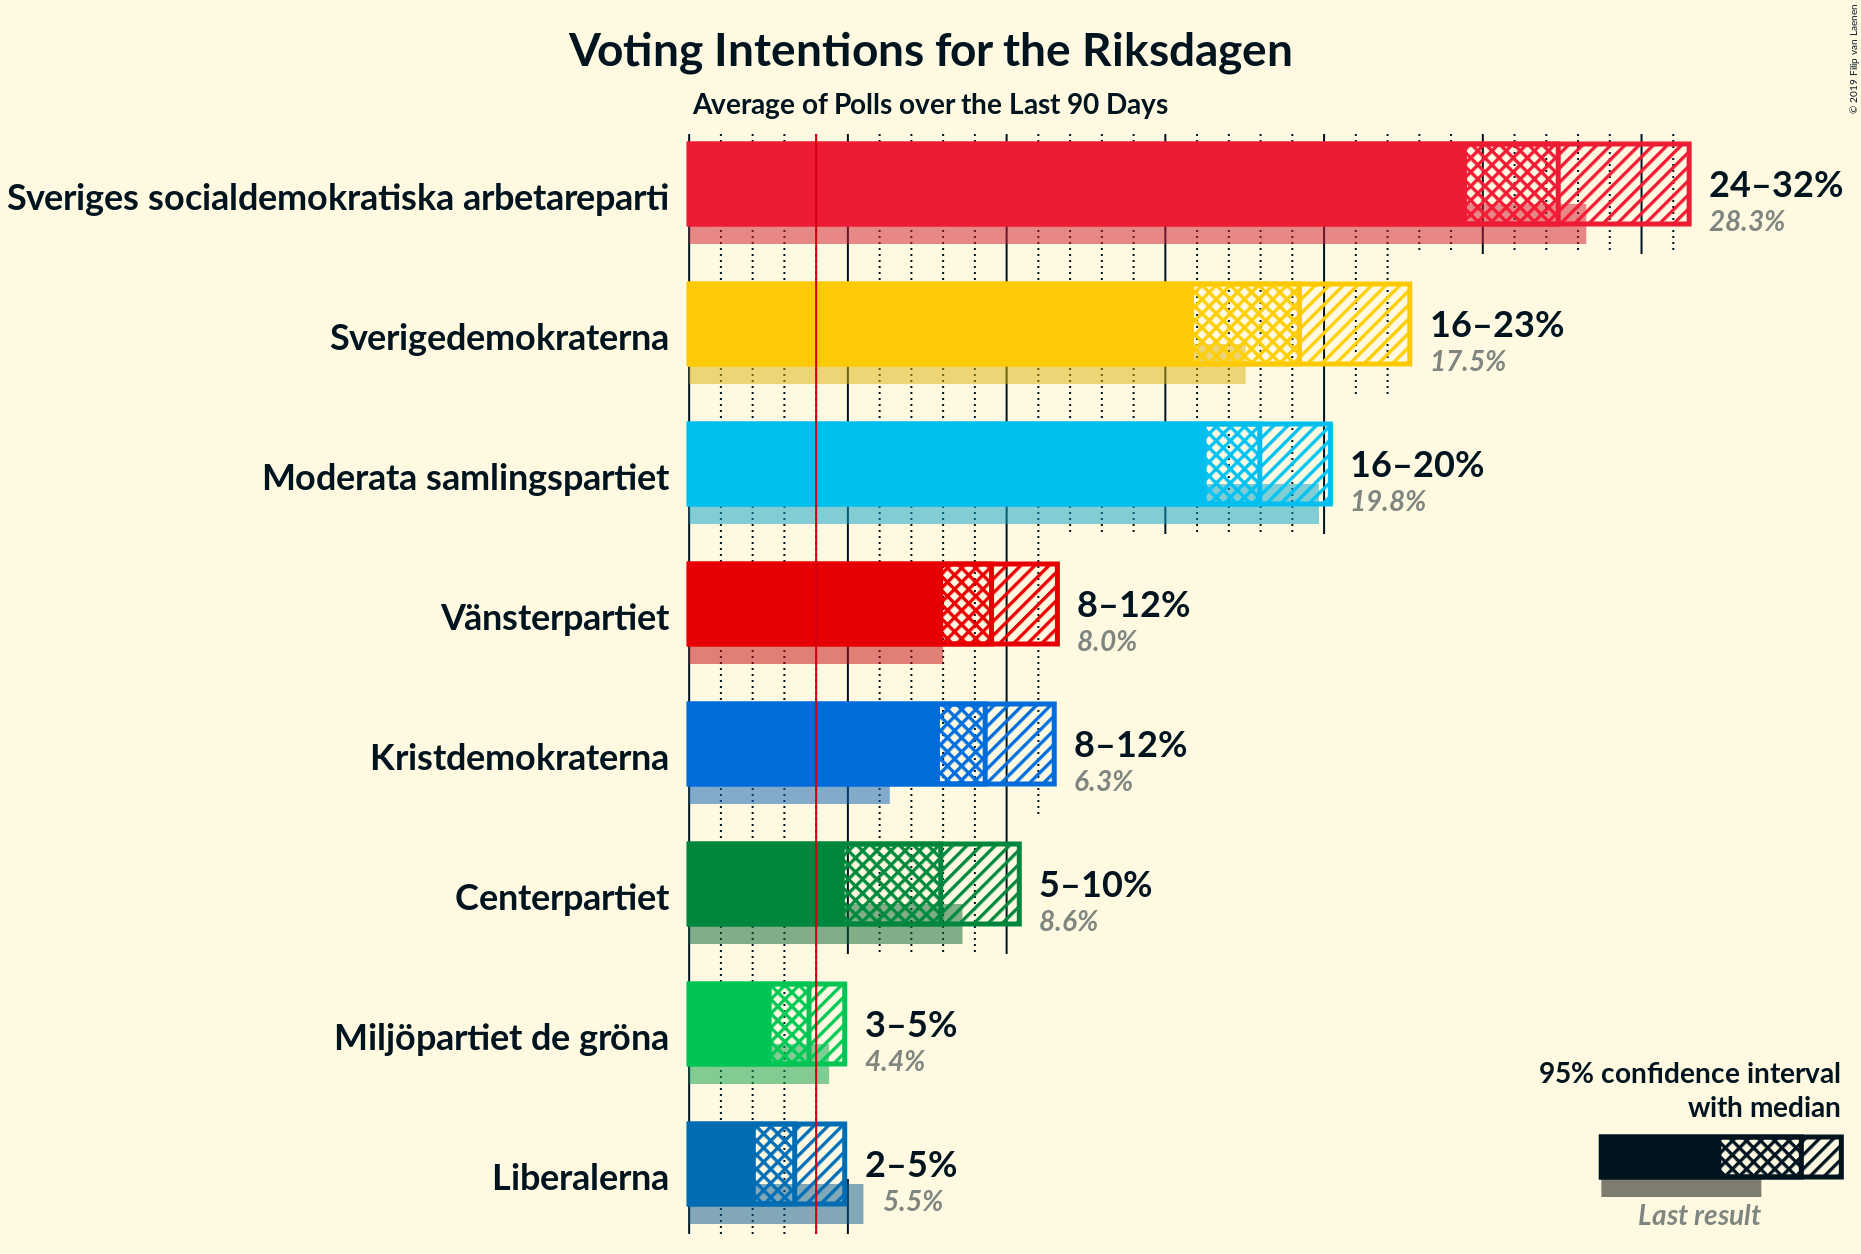 Voting Intentions for the Riksdagen
Average of Polls over the Last 90 Days
© 2019 Filip van Laenen
Sveriges socialdemokratiska arbetareparti
24–32%
28.3%
Sverigedemokraterna
16–23%
17.5%
Moderata samlingspartiet
16–20%
19.8%
Vänsterpartiet
8–12%
8.0%
Kristdemokraterna
8–12%
6.3%
Centerpartiet
5–10%
8.6%
Miljöpartiet de gröna
3–5%
4.4%
Liberalerna
2–5%
5.5%
95% confidence interval
with median
Last result